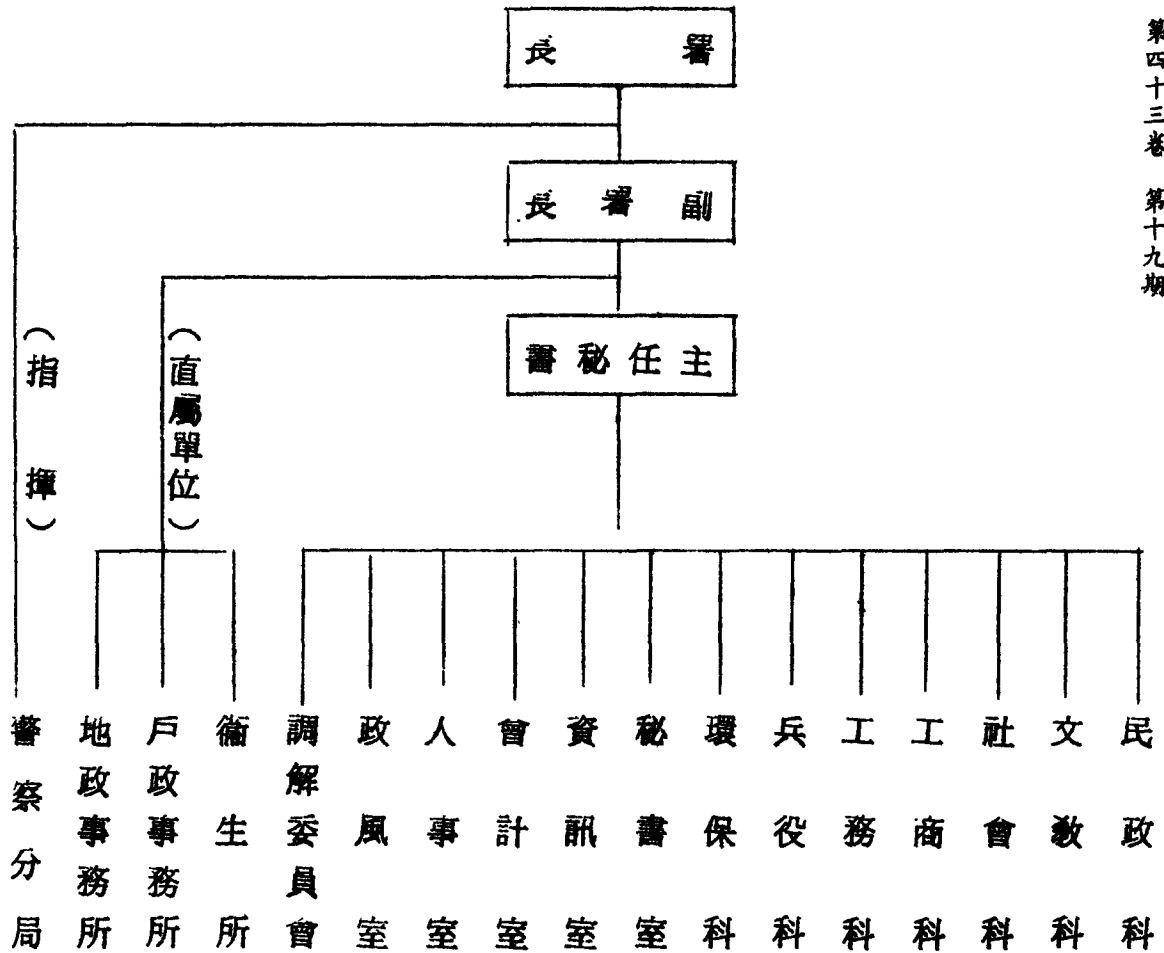 第四十三卷　第十九期
署長
副署長
主任秘書
（直屬單位）
（指揮）
民政科
文教科
社會科
工商科
工務科
兵役科
環保科
秘書室
資訊室
會計室
人事室
政風室
調解委員會
衞生所
戶政事務所
地政事務所
警察分局